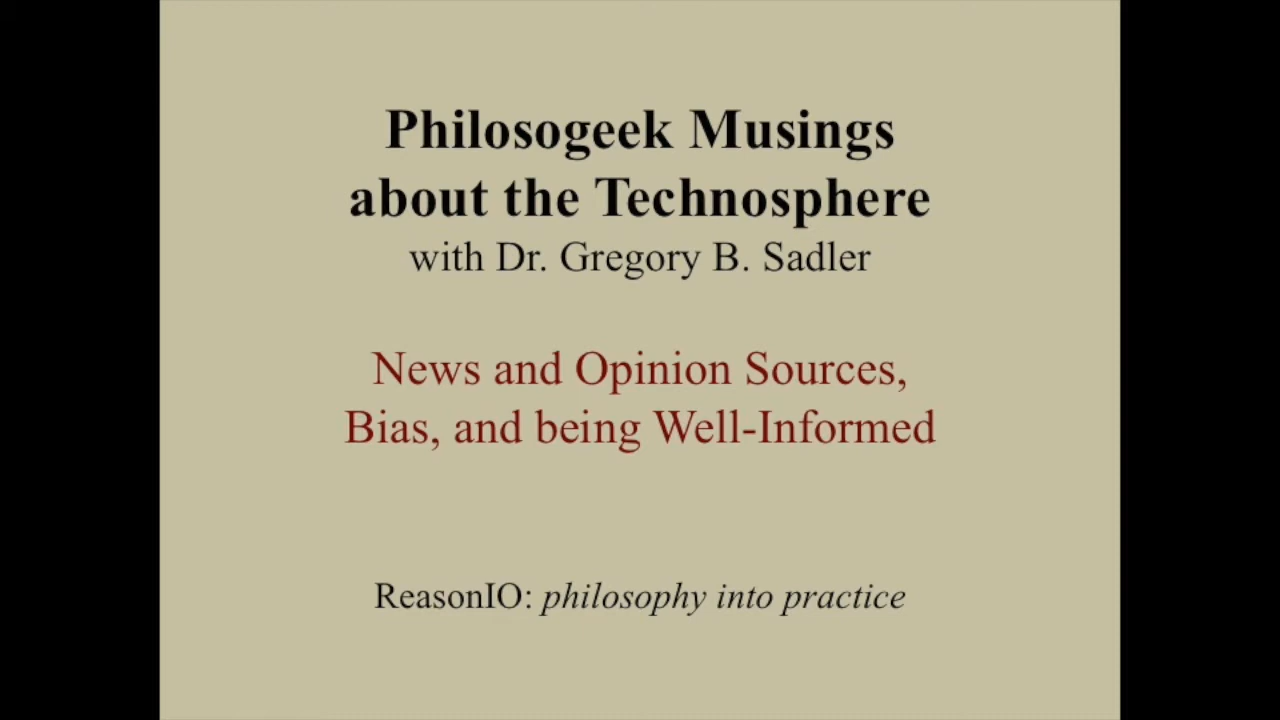 Philosogeek Musings
about the Technosphere
with Dr. Gregory B. Sadler
News and Opinion Sources,
Bias, and being Well-Informed
ReasonIO: philosophy into practice